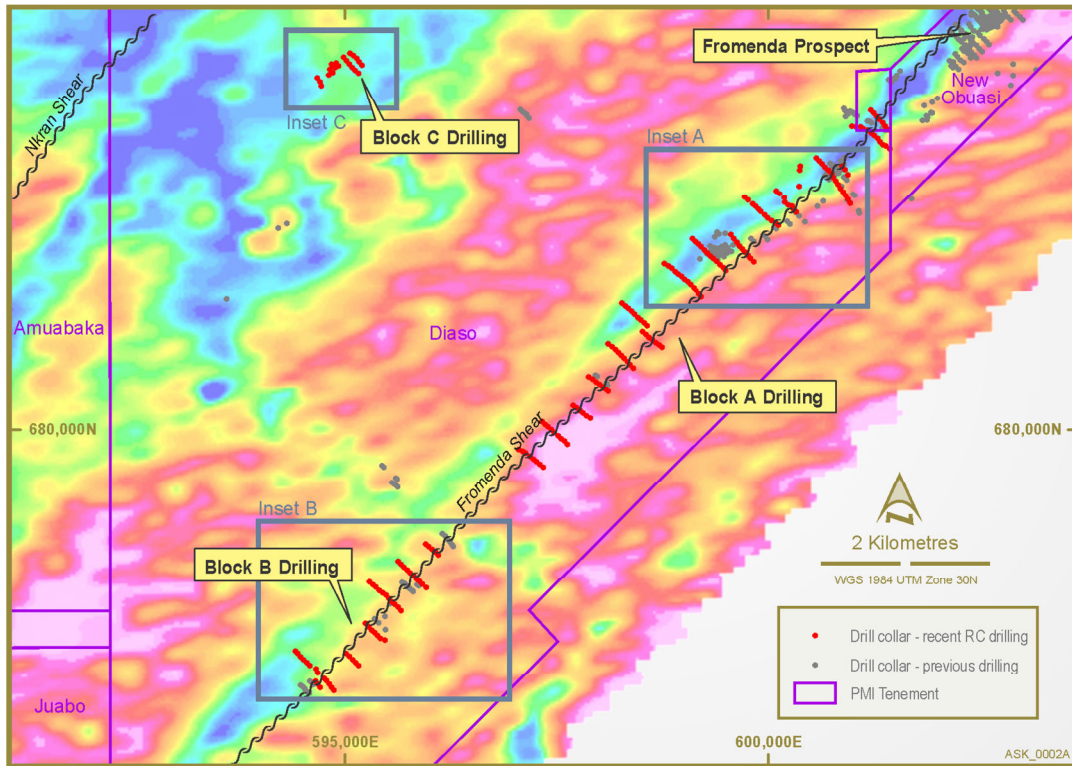 Fromenda Prospect
New
Obuasi
Nkran Shear
Inset C
Block C Drilling
Inset A
Amuabaka
Diaso
Block A Drilling
680,000N
680,000N
Fromenda Shear
Inset B
Block B Drilling
N
2 Kilometres
WGS 1984 UTM Zone 30N
Drill collar - recent RC drilling
Drill collar - previous drilling
PMI Tenement
Juabo
595,000E
600,000E
ASK_0002A